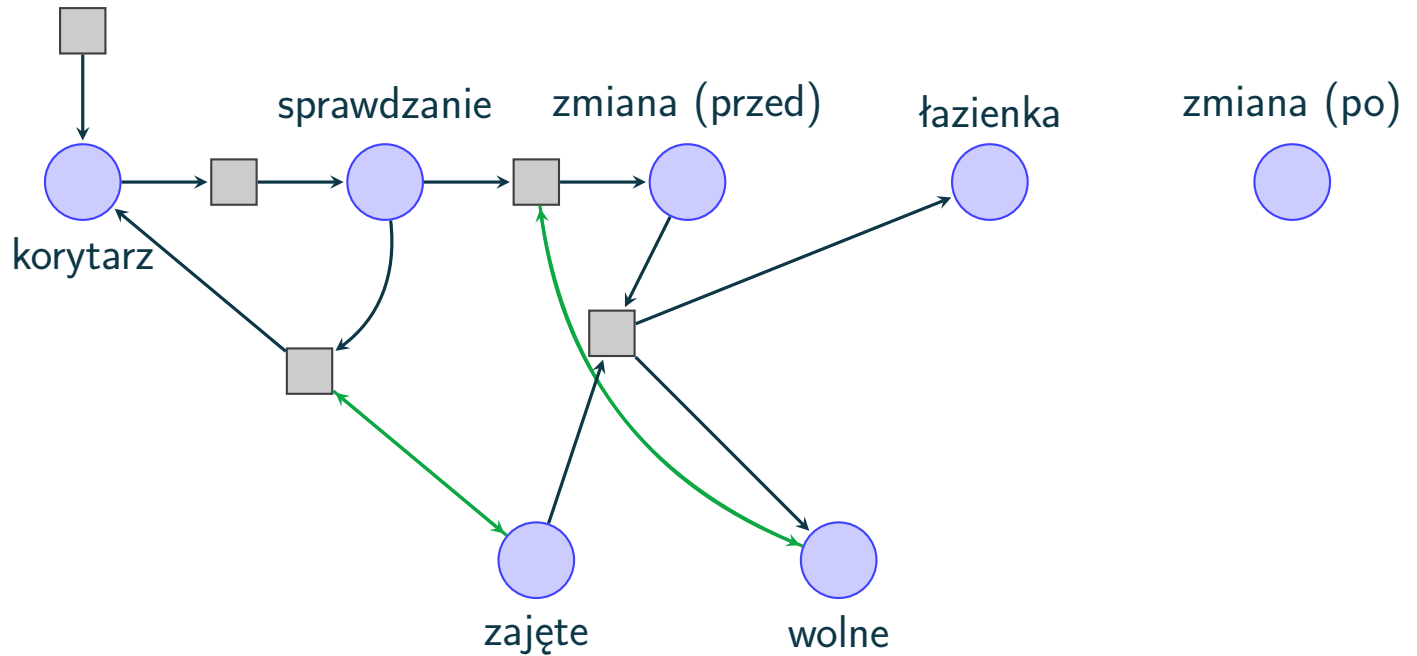 sprawdzanie
zmiana (przed)
łazienka
zmiana (po)
korytarz
zajęte
wolne